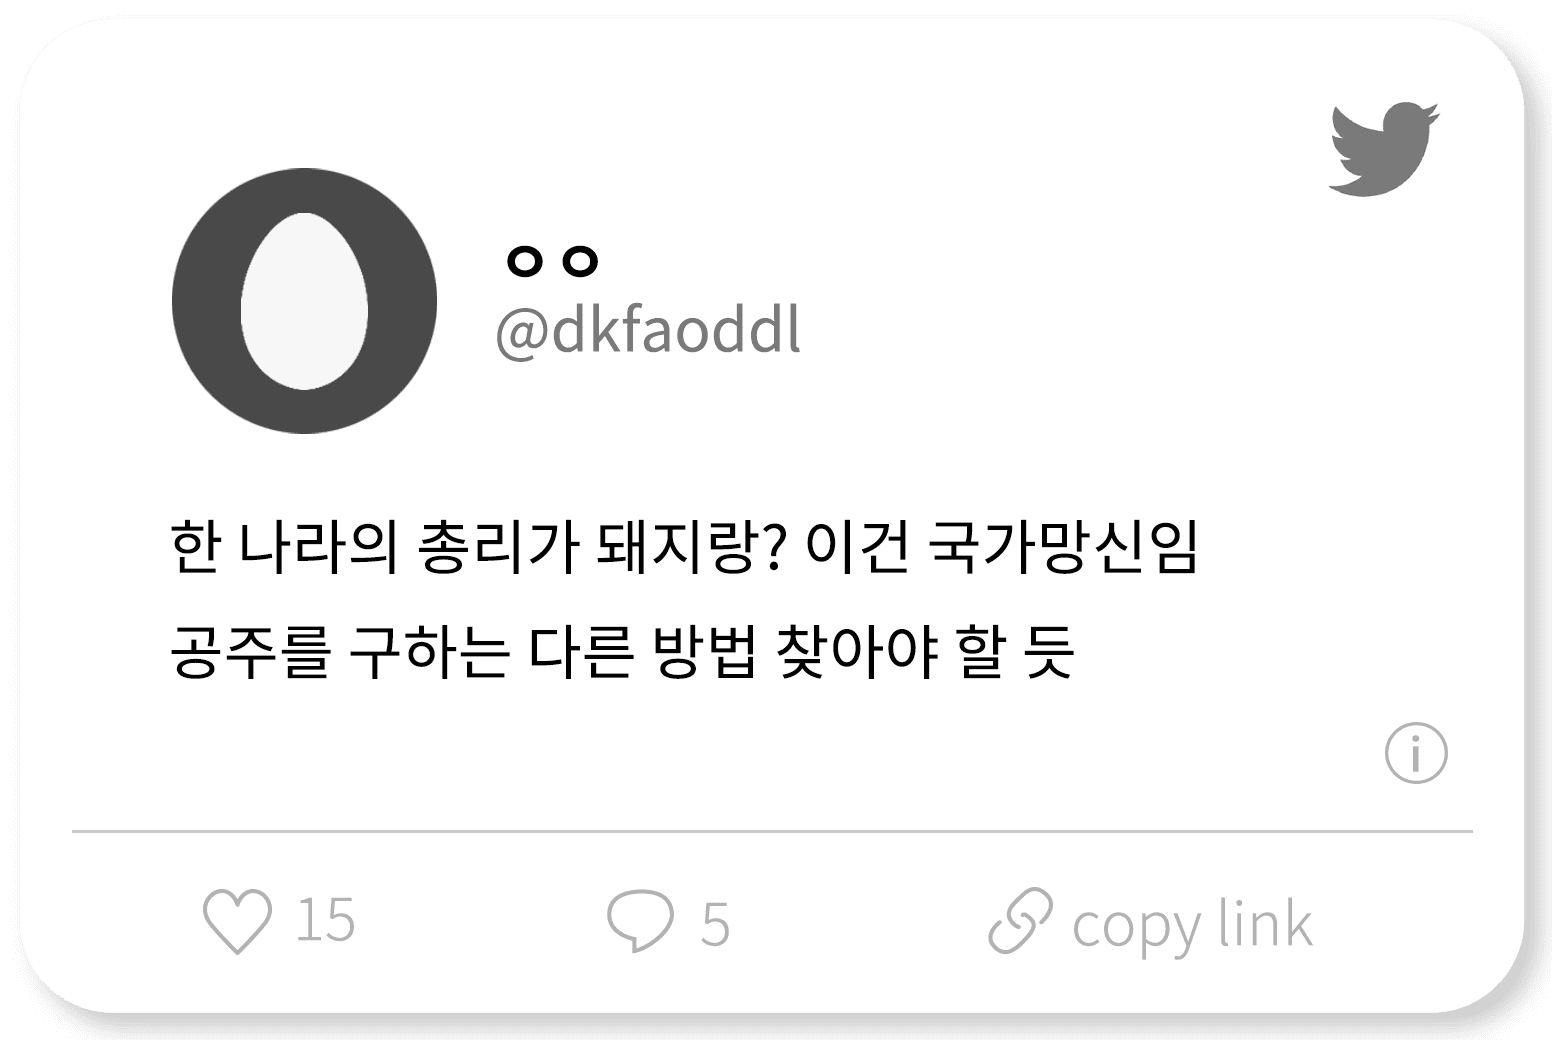 ㅇㅇ
@dkfaoddl
한 나라의 총리가 돼지랑? 이건 국가망신임
공주를 구하는 다른 방법 찾아야 할 듯
15
5
copy link